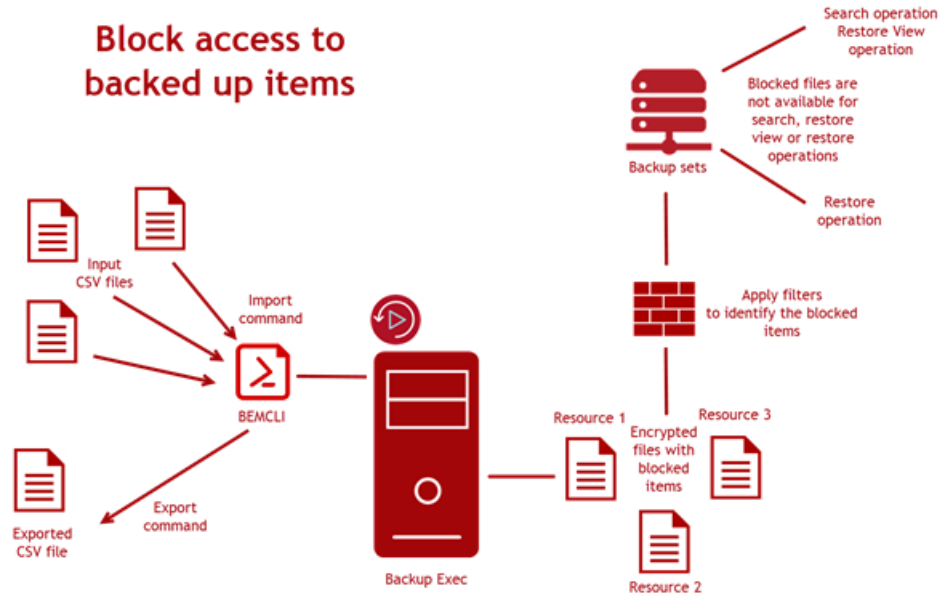 Block access to
backed up items
Search operation
Restore View
operation
Blocked files are
not available for
search, restore
view or restore
operations
Backup sets
Restore
operation
Input
CSV files
Import
command
Apply filters
to identify the blocked
items
BEMCLI
Resource 1
Resource 3
Encrypted
files with
blocked
items
Export
command
Exported
CSV file
Backup Exec
Resource 2